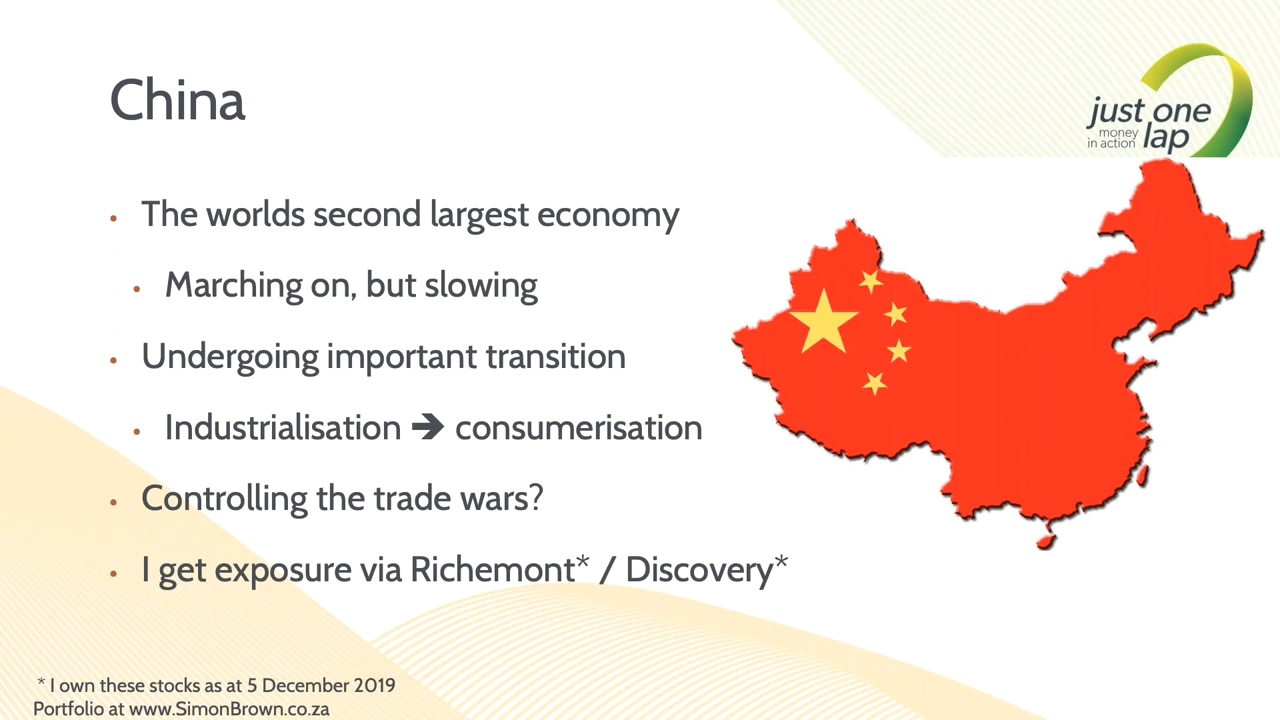 China
just one
money
in action lap
• The worlds second largest economy
• Marching on, but slowing
• Undergoing important transition
• Industrialisation ➔ consumerisation
• Controlling the trade wars?
• I get exposure via Richemont* / Discovery*
* I own these stocks as at 5 December 2019
Portfolio at www.SimonBrown.co.za